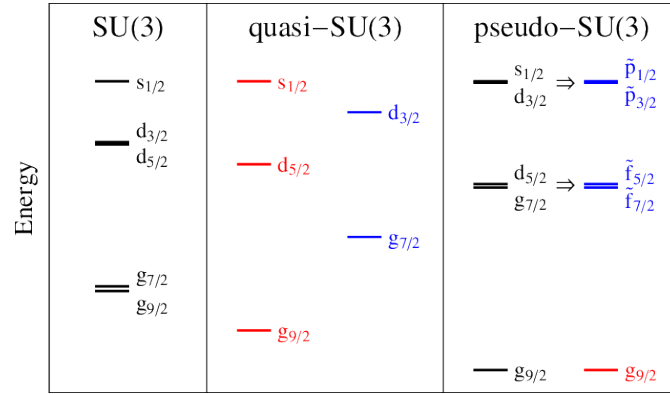 SU(3)
s1/2
d3/2
d5/2
g7/2
g9/2
quasi−SU(3)
s1/2
d3/2
d5/2
g7/2
g9/2
pseudo−SU(3)
s1/2 ⇒ p̃1/2
d3/2 p̃3/2
d5/2 ⇒ f̃5/2
g7/2 f̃7/2
g9/2 g9/2
Energy